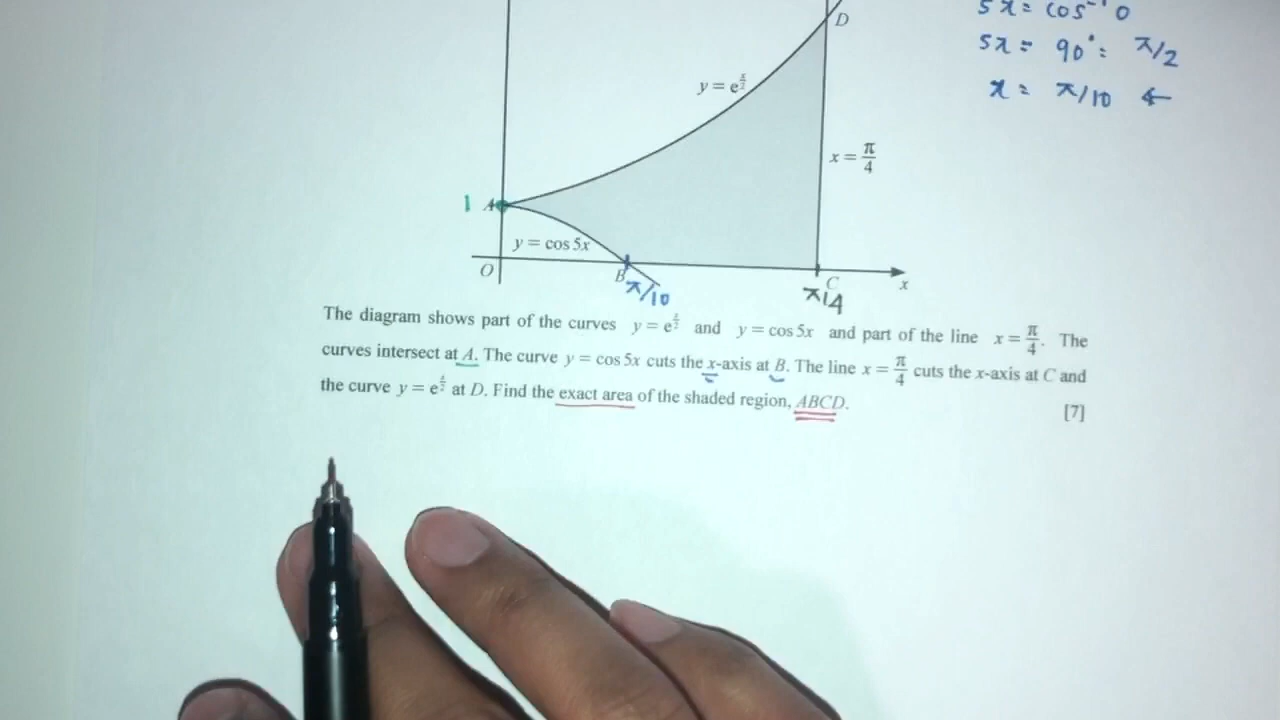 5x = cos⁻¹ 0
D
5x = 90° = π/2
y = e^(x/2)
x = π/10 ←
x = π/4
1 A
y = cos 5x
O B C x
π/10 π/4
The diagram shows part of the curves y = e^(x/2) and y = cos 5x and part of the line x = π/4. The
curves intersect at A. The curve y = cos 5x cuts the x-axis at B. The line x = π/4 cuts the x-axis at C and
the curve y = e^(x/2) at D. Find the exact area of the shaded region, ABCD. [7]